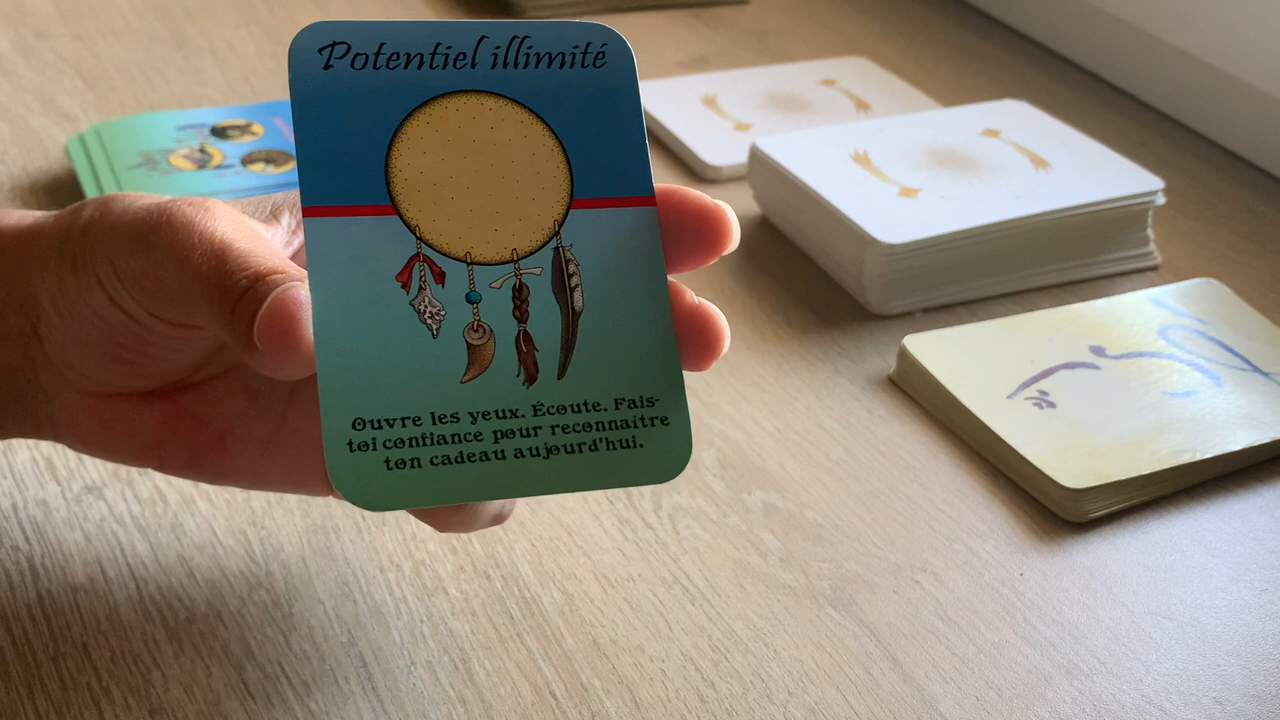 Potentiel illimité
Ouvre les yeux. Écoute. Fais-
toi confiance pour reconnaître
ton cadeau aujourd'hui.